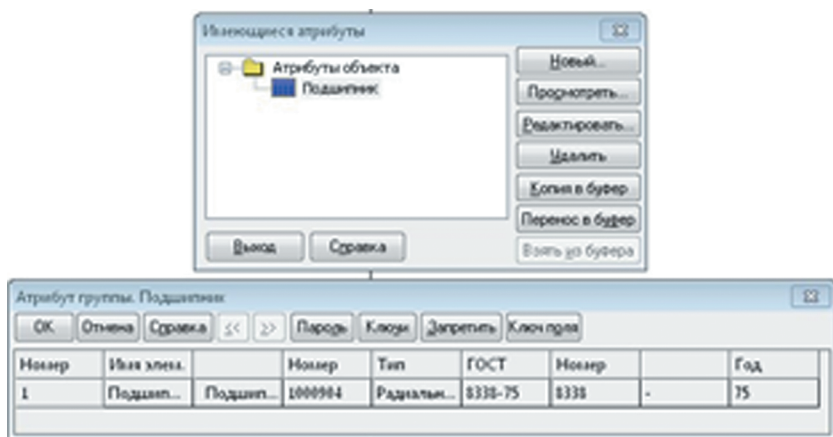 Имеющиеся атрибуты
Атрибуты объекта
Подшипник
Новый...
Просмотреть...
Редактировать...
Удалить
Копия в буфер
Перенос в буфер
Взять из буфера
Выход Справка
Атрибут группы. Подшипник
OK Отмена Справка << >> Пароль Ключи Запретить Ключ поля
Номер Имя элем. Номер Тип ГОСТ Номер Год
1 Подшип... Подшип... 1000904 Радиальн... 8338-75 8338 - 75